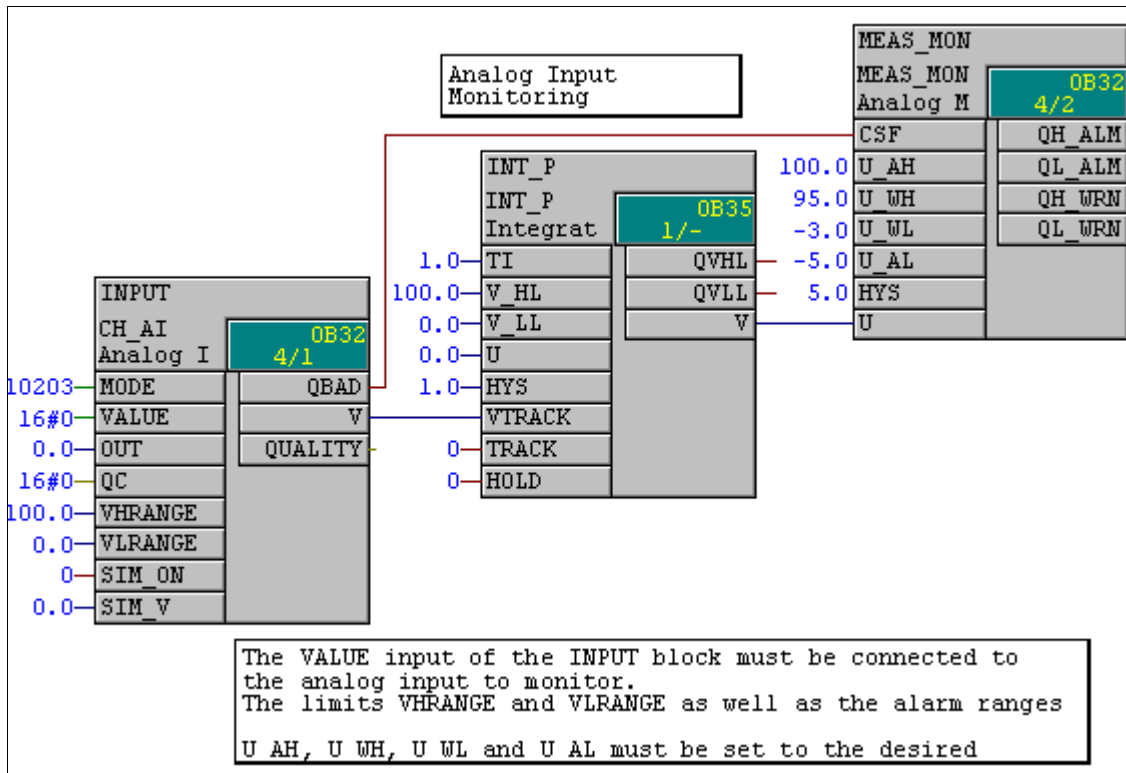 Analog Input
Monitoring
MEAS_MON
MEAS_MON
Analog M
OB32
4/2
CSF QH_ALM
100.0 U_AH QL_ALM
95.0 U_WH QH_WRN
-3.0 U_WL QL_WRN
-5.0 U_AL
5.0 HYS
U
INT_P
INT_P
Integrat
OB35
1/-
1.0 TI QVHL
100.0 V_HL QVLL
0.0 V_LL V
0.0 U
1.0 HYS
VTRACK
0 TRACK
0 HOLD
INPUT
CH_AI
Analog I
OB32
4/1
10203 MODE QBAD
16#0 VALUE V
0.0 OUT QUALITY
16#0 QC
100.0 VHRANGE
0.0 VLRANGE
0 SIM_ON
0.0 SIM_V
The VALUE input of the INPUT block must be connected to
the analog input to monitor.
The limits VHRANGE and VLRANGE as well as the alarm ranges
U AH, U WH, U WL and U AL must be set to the desired